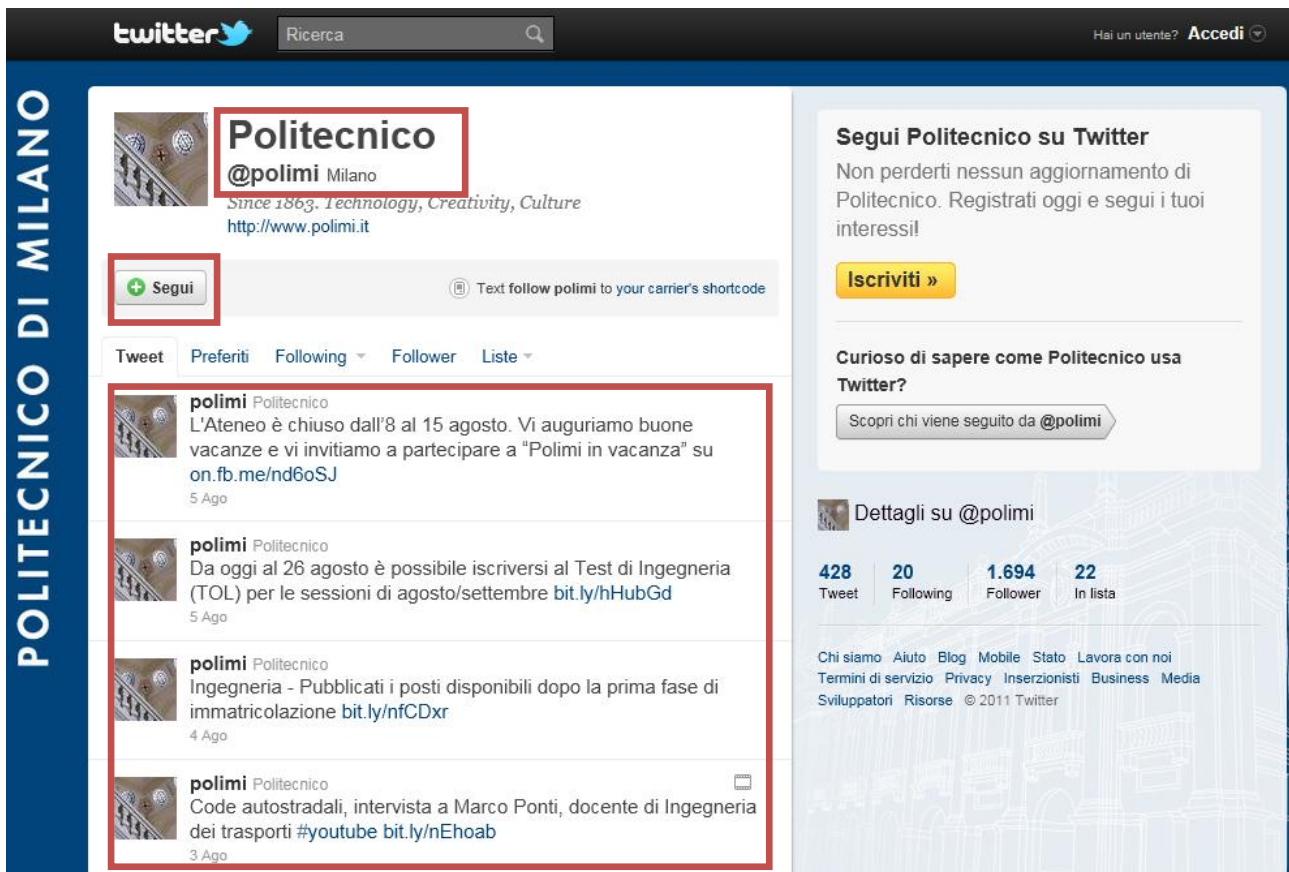 twitter
Ricerca
Hai un utente? Accedi
POLITECNICO DI MILANO
Politecnico
@polimi Milano
Since 1863. Technology, Creativity, Culture
http://www.polimi.it
Segui
Text follow polimi to your carrier's shortcode
Tweet Preferiti Following Follower Liste
polimi Politecnico
L'Ateneo è chiuso dall'8 al 15 agosto. Vi auguriamo buone
vacanze e vi invitiamo a partecipare a “Polimi in vacanza” su
on.fb.me/nd6oSJ
5 Ago
polimi Politecnico
Da oggi al 26 agosto è possibile iscriversi al Test di Ingegneria
(TOL) per le sessioni di agosto/settembre bit.ly/hHubGd
5 Ago
polimi Politecnico
Ingegneria - Pubblicati i posti disponibili dopo la prima fase di
immatricolazione bit.ly/nfCDxr
4 Ago
polimi Politecnico
Code autostradali, intervista a Marco Ponti, docente di Ingegneria
dei trasporti #youtube bit.ly/nEhoab
3 Ago
Segui Politecnico su Twitter
Non perderti nessun aggiornamento di
Politecnico. Registrati oggi e segui i tuoi
interessi!
Iscriviti »
Curioso di sapere come Politecnico usa
Twitter?
Scopri chi viene seguito da @polimi
Dettagli su @polimi
428 20 1.694 22
Tweet Following Follower In lista
Chi siamo Aiuto Blog Mobile Stato Lavora con noi
Termini di servizio Privacy Inserzionisti Business Media
Sviluppatori Risorse © 2011 Twitter